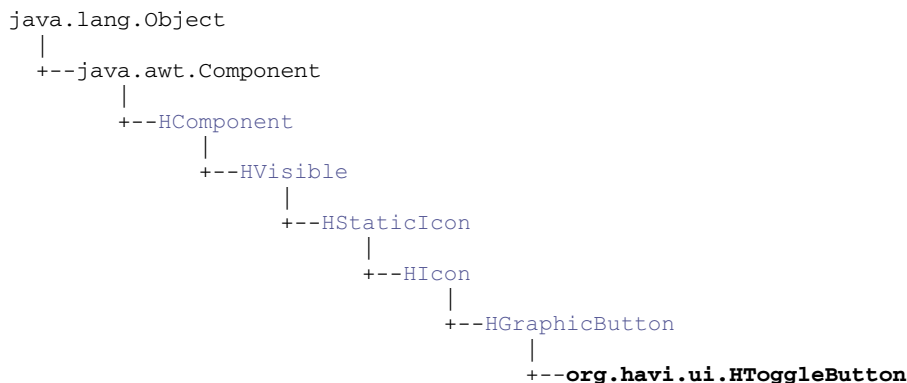 java.lang.Object
|
+--java.awt.Component
|
+--HComponent
|
+--HVisible
|
+--HStaticIcon
|
+--HIcon
|
+--HGraphicButton
|
+--org.havi.ui.HToggleButton